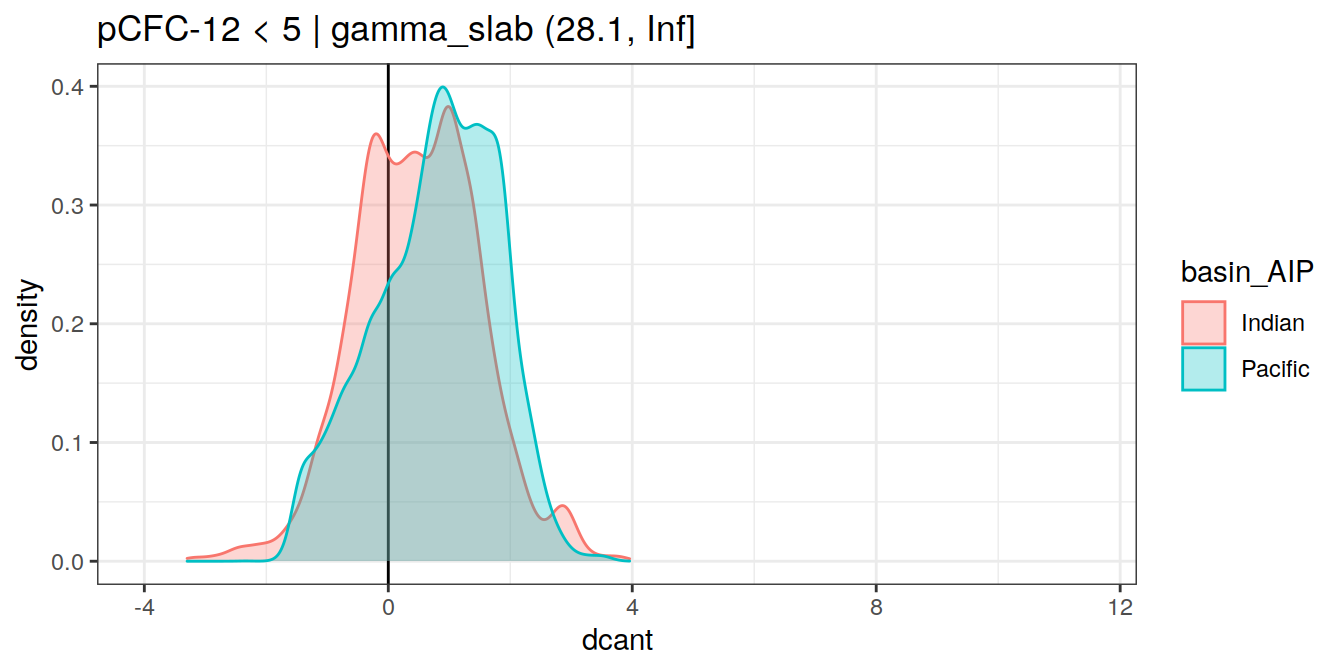 pCFC-12 < 5 | gamma_slab (28.1, Inf]
0.4
0.3
0.2
0.1
0.0
density
-4 0 4 8 12
dcant
basin_AIP
Indian
Pacific